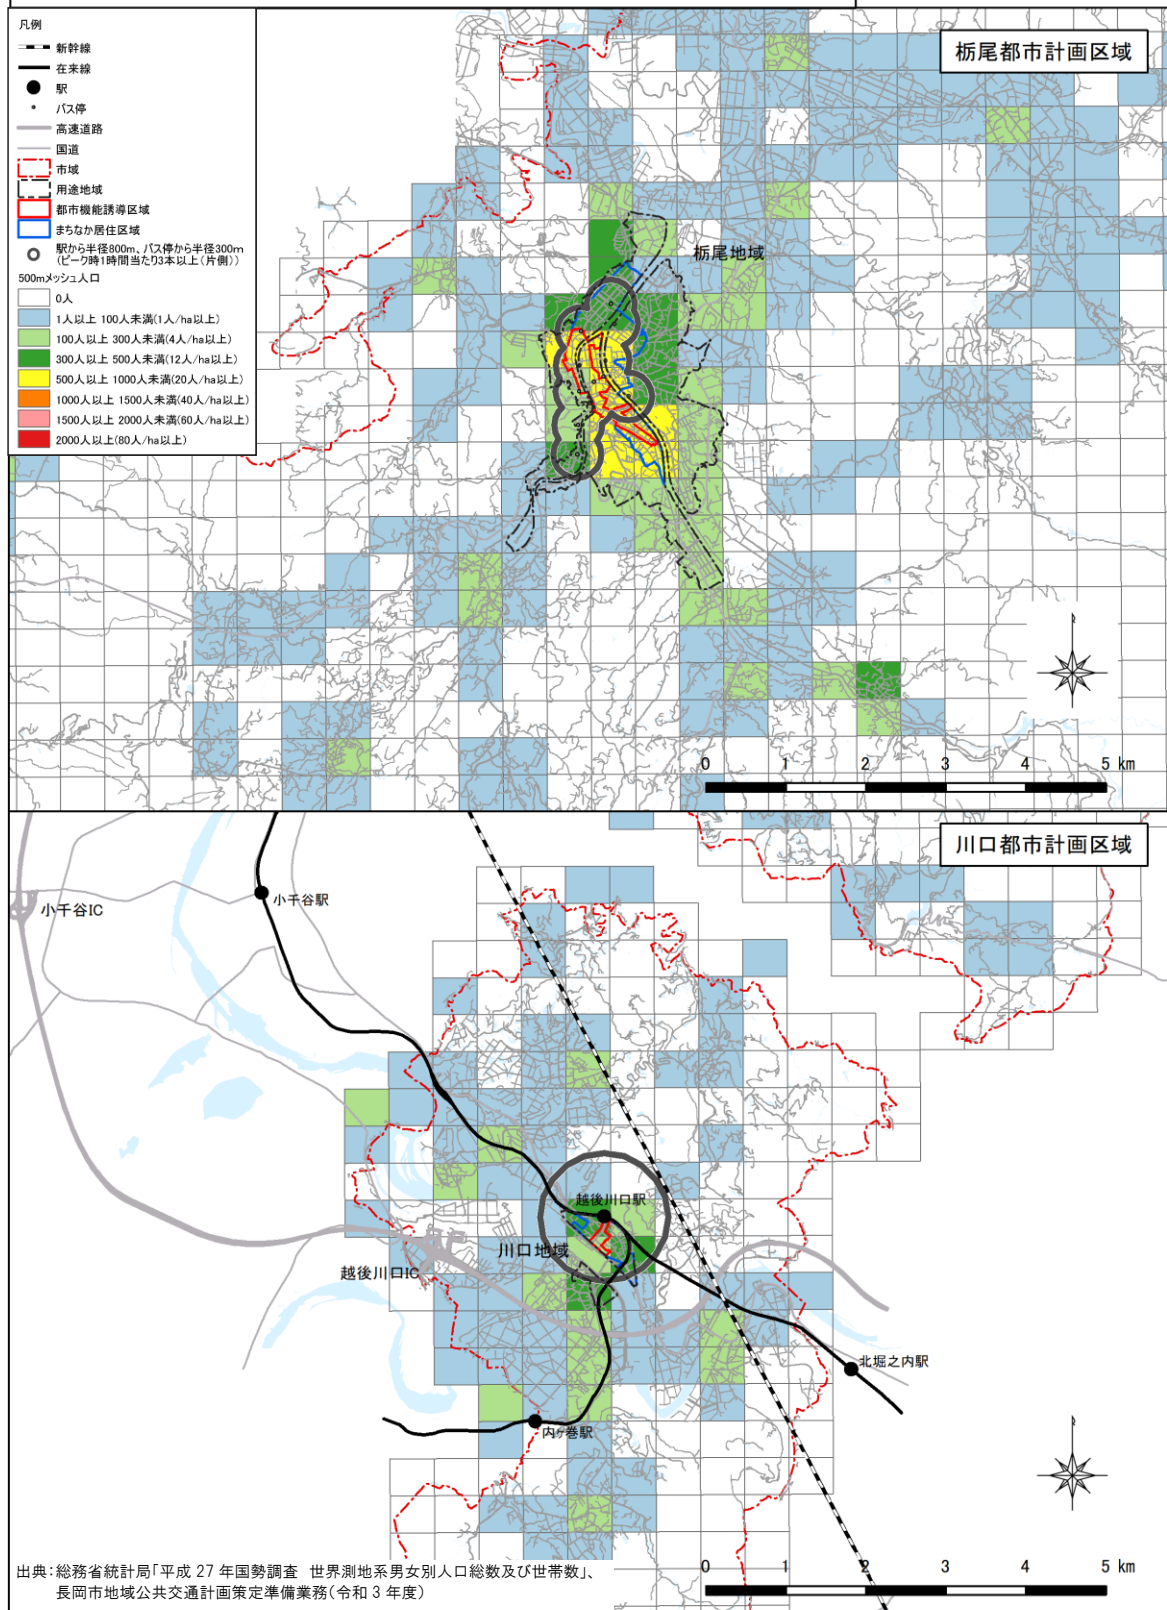 凡例
新幹線
在来線
駅
バス停
高速道路
国道
市域
用途地域
都市機能誘導区域
まちなか居住区域
駅から半径800m、バス停から半径300m
(ピーク時1時間当たり3本以上(片側))
500mメッシュ人口
0人
1人以上 100人未満(1人/ha以上)
100人以上 300人未満(4人/ha以上)
300人以上 500人未満(12人/ha以上)
500人以上 1000人未満(20人/ha以上)
1000人以上 1500人未満(40人/ha以上)
1500人以上 2000人未満(60人/ha以上)
2000人以上(80人/ha以上)
栃尾都市計画区域
栃尾地域
0 1 2 3 4 5 km
川口都市計画区域
小千谷IC
小千谷駅
越後川口駅
川口地域
越後川口IC
北堀之内駅
内ヶ巻駅
0 1 2 3 4 5 km
出典:総務省統計局「平成 27 年国勢調査 世界測地系男女別人口総数及び世帯数」、
長岡市地域公共交通計画策定準備業務(令和 3 年度)